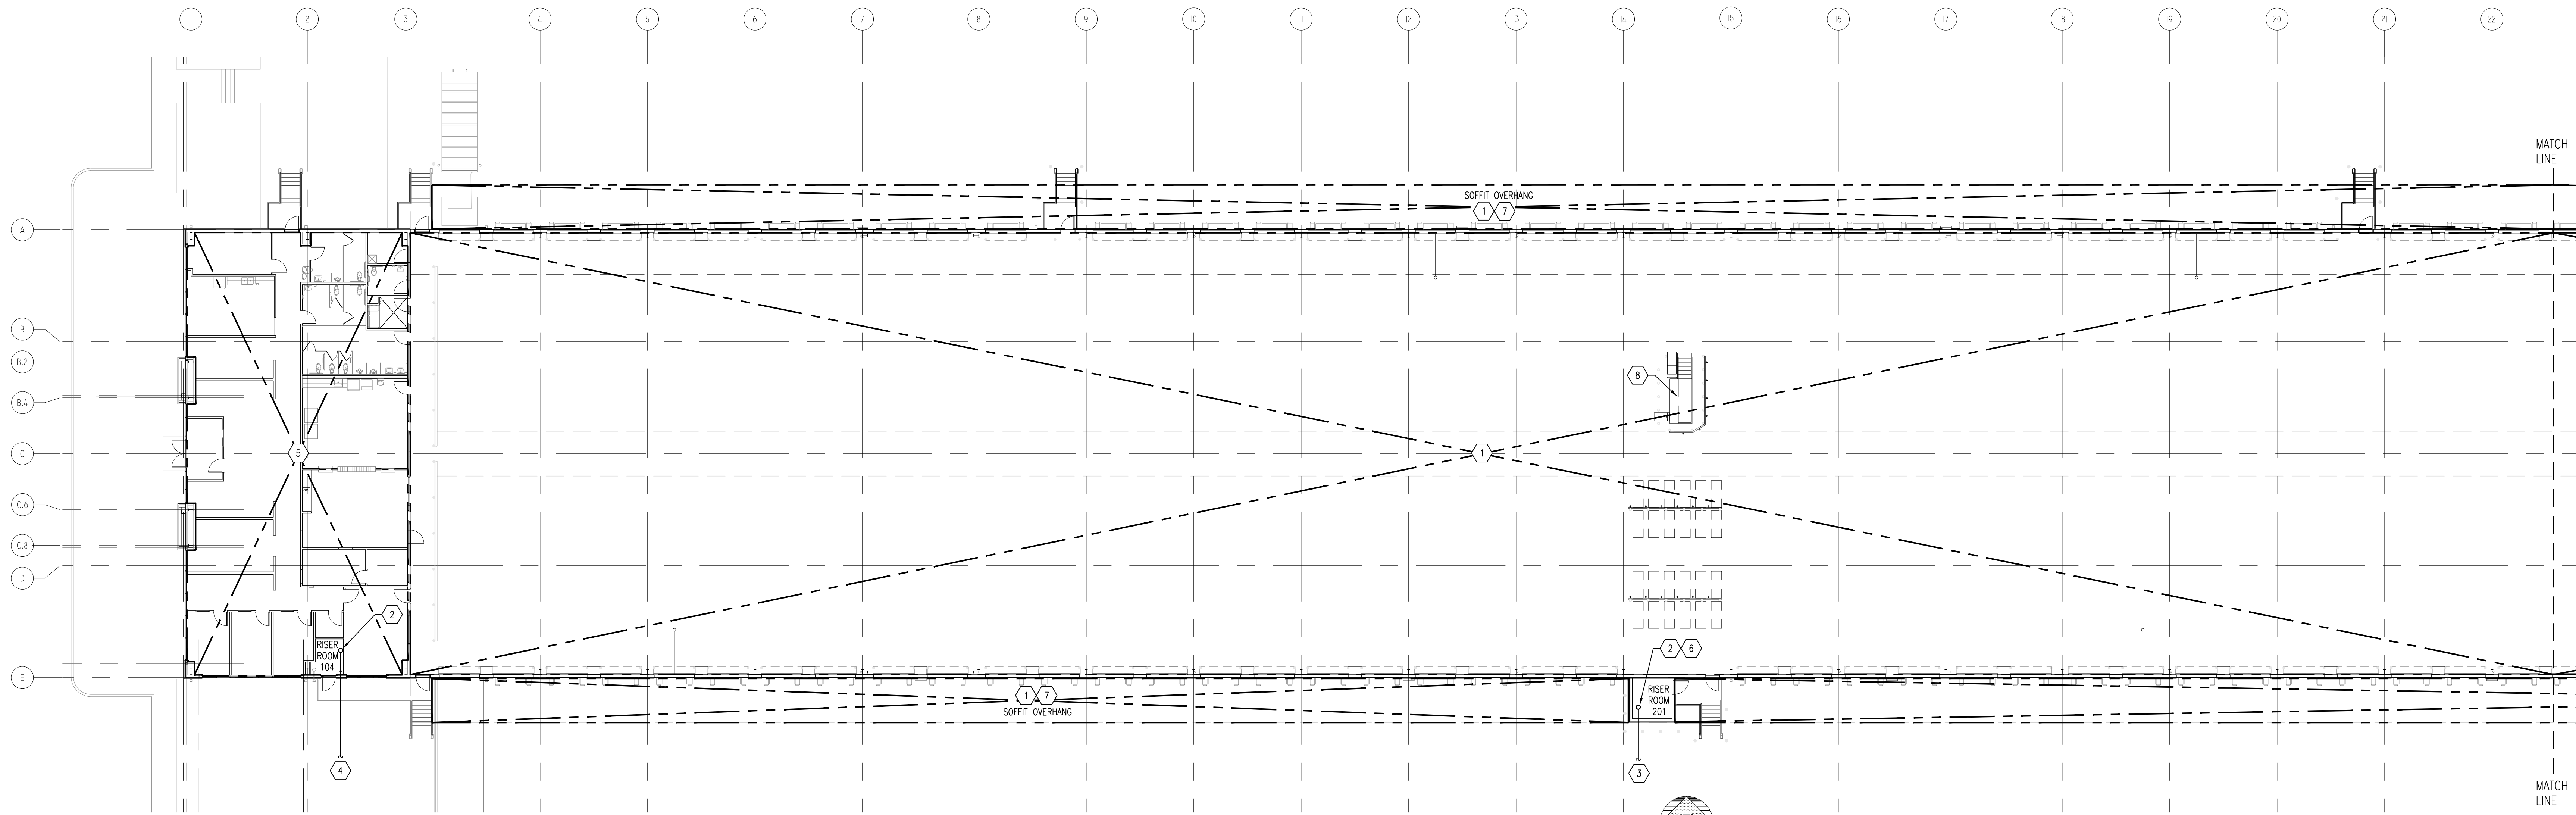 1 2 3 4 5 6 7 8 9 10 11 12 13 14 15 16 17 18 19 20 21 22
MATCH
LINE
SOFFIT OVERHANG
1 7
A
B
B.2
8
B.4
C
5
1
C.6
C.8
D
2
RISER
ROOM
104
2 6
E
RISER
ROOM
201
1 7
SOFFIT OVERHANG
4
3
MATCH
LINE